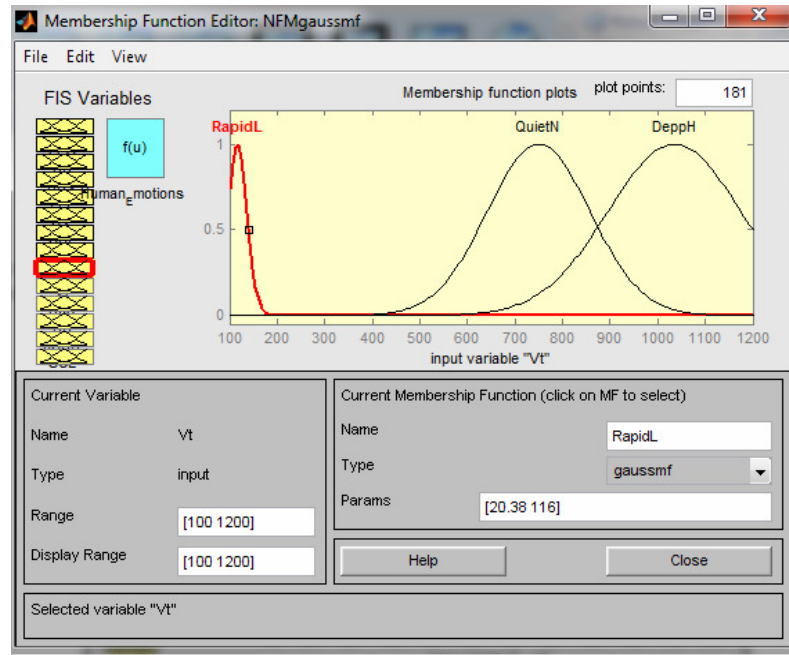 Membership Function Editor: NFMgaussmf
File Edit View
FIS Variables
f(u)
Human_Emotions
Membership function plots plot points: 181
RapidL QuietN DeppH
1
0.5
0
100 200 300 400 500 600 700 800 900 1000 1100 1200
input variable "Vt"
Current Variable
Name Vt
Type input
Range [100 1200]
Display Range [100 1200]
Current Membership Function (click on MF to select)
Name RapidL
Type gaussmf
Params [20.38 116]
Help Close
Selected variable "Vt"